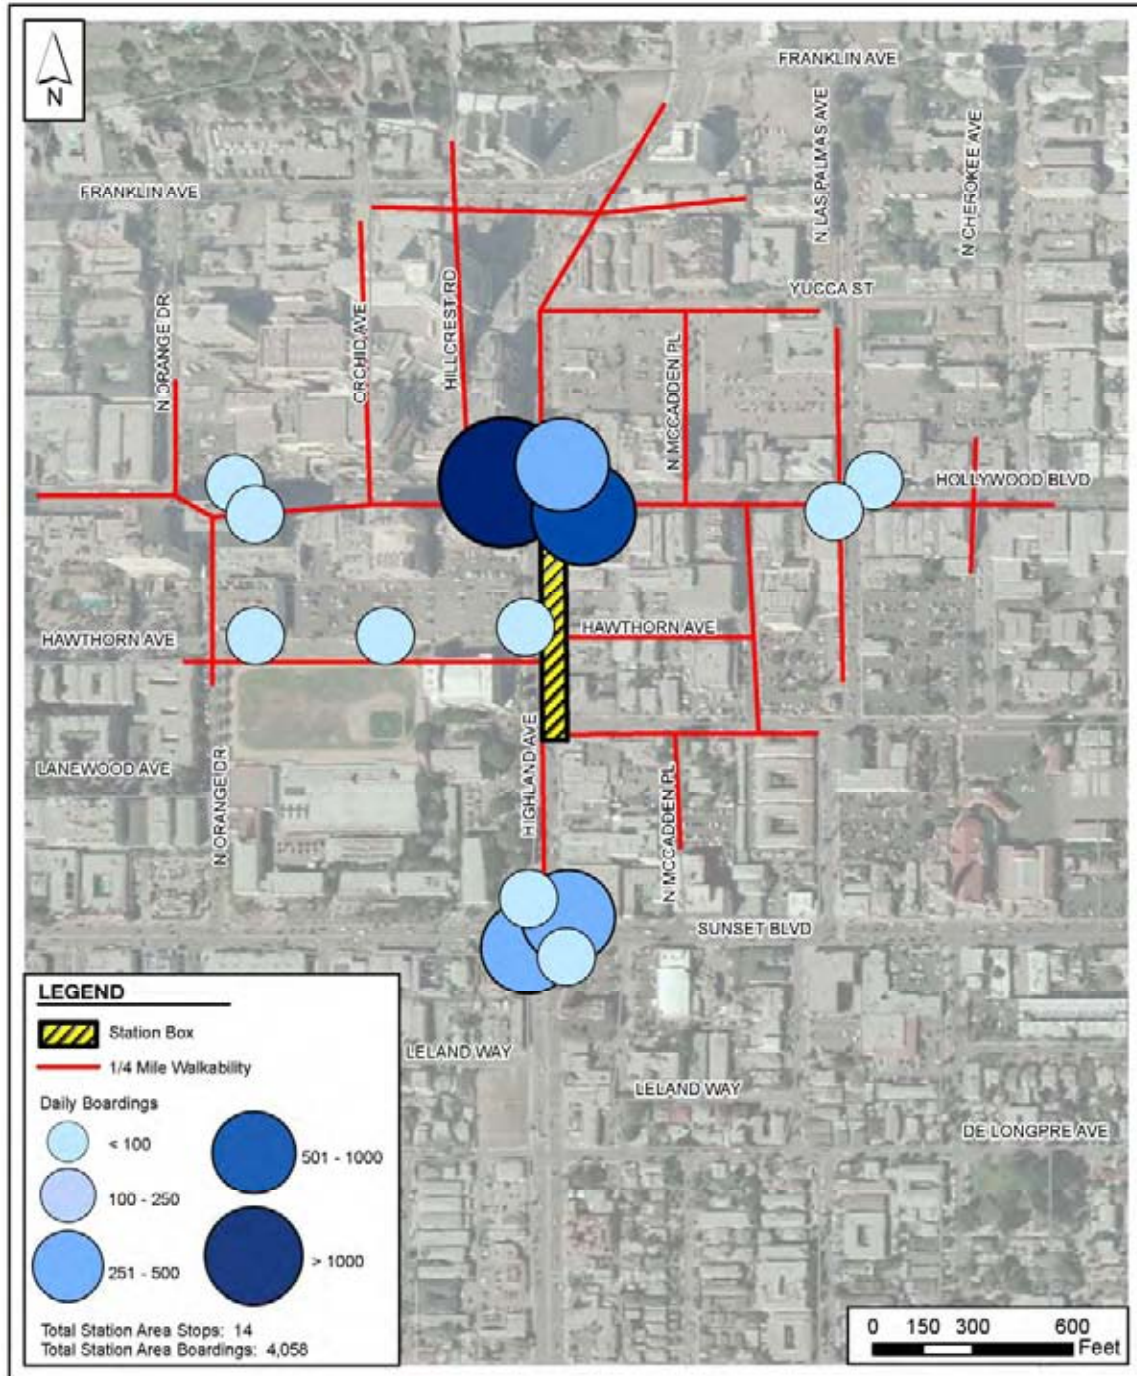 N
FRANKLIN AVE
FRANKLIN AVE
N LAS PALMAS AVE
N CHEROKEE AVE
YUCCA ST
N ORANGE DR
ORCHID AVE
HILLCREST RD
N MCCADDEN PL
HOLLYWOOD BLVD
HAWTHORN AVE
HAWTHORN AVE
LANEWOOD AVE
N ORANGE DR
HIGHLAND AVE
N MCCADDEN PL
SUNSET BLVD
LELAND WAY
LELAND WAY
DE LONGPRE AVE
LEGEND
Station Box
1/4 Mile Walkability
Daily Boardings
< 100
100 - 250
251 - 500
501 - 1000
> 1000
Total Station Area Stops: 14
Total Station Area Boardings: 4,058
0 150 300 600
Feet